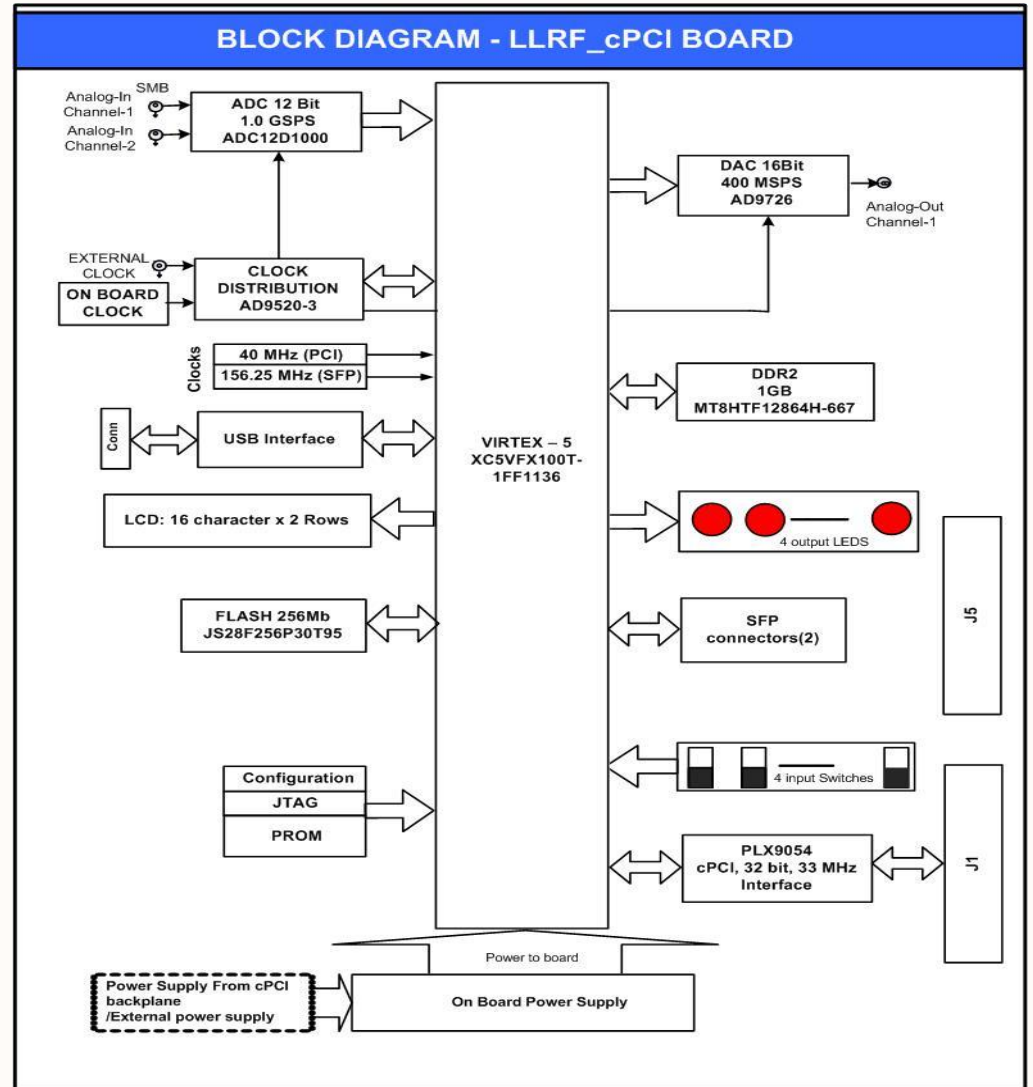 BLOCK DIAGRAM - LLRF_cPCI BOARD
SMB
Analog-In
Channel-1
Analog-In
Channel-2
ADC 12 Bit
1.0 GSPS
ADC12D1000
DAC 16Bit
400 MSPS
AD9726
Analog-Out
Channel-1
EXTERNAL
CLOCK
ON BOARD
CLOCK
CLOCK
DISTRIBUTION
AD9520-3
Clocks
40 MHz (PCI)
156.25 MHz (SFP)
DDR2
1GB
MT8HTF12864H-667
Conn
USB Interface
VIRTEX – 5
XC5VFX100T-
1FF1136
LCD: 16 character x 2 Rows
4 output LEDS
FLASH 256Mb
JS28F256P30T95
SFP
connectors(2)
J5
4 input Switches
Configuration
JTAG
PROM
PLX9054
cPCI, 32 bit, 33 MHz
Interface
J1
Power to board
Power Supply From cPCI
backplane
/External power supply
On Board Power Supply